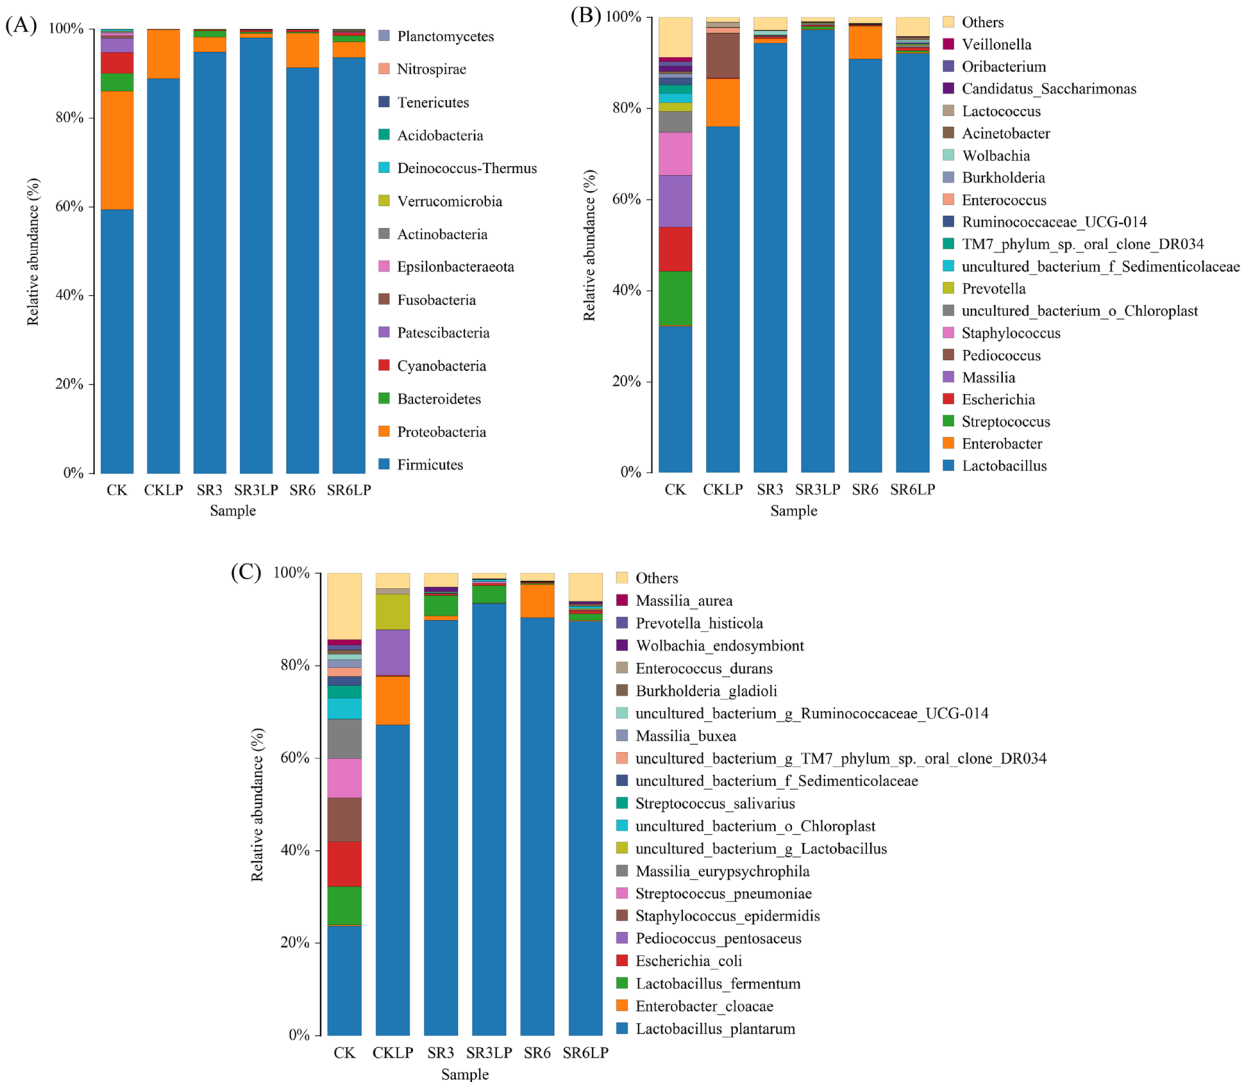 (A)
100%
80%
60%
40%
20%
0%
Relative abundance (%)
CK CKLP SR3 SR3LP SR6 SR6LP
Sample
Planctomycetes
Nitrospirae
Tenericutes
Acidobacteria
Deinococcus-Thermus
Verrucomicrobia
Actinobacteria
Epsilonbacteraeota
Fusobacteria
Patescibacteria
Cyanobacteria
Bacteroidetes
Proteobacteria
Firmicutes
(B)
100%
80%
60%
40%
20%
0%
Relative abundance (%)
CK CKLP SR3 SR3LP SR6 SR6LP
Sample
Others
Veillonella
Oribacterium
Candidatus_Saccharimonas
Lactococcus
Acinetobacter
Wolbachia
Burkholderia
Enterococcus
Ruminococcaceae_UCG-014
TM7_phylum_sp._oral_clone_DR034
uncultured_bacterium_f_Sedimenticolaceae
Prevotella
uncultured_bacterium_o_Chloroplast
Staphylococcus
Pediococcus
Massilia
Escherichia
Streptococcus
Enterobacter
Lactobacillus
(C)
100%
80%
60%
40%
20%
0%
Relative abundance (%)
CK CKLP SR3 SR3LP SR6 SR6LP
Sample
Others
Massilia_aurea
Prevotella_histicola
Wolbachia_endosymbiont
Enterococcus_durans
Burkholderia_gladioli
uncultured_bacterium_g_Ruminococcaceae_UCG-014
Massilia_buxea
uncultured_bacterium_g_TM7_phylum_sp._oral_clone_DR034
uncultured_bacterium_f_Sedimenticolaceae
Streptococcus_salivarius
uncultured_bacterium_o_Chloroplast
uncultured_bacterium_g_Lactobacillus
Massilia_eurypsychrophila
Streptococcus_pneumoniae
Staphylococcus_epidermidis
Pediococcus_pentosaceus
Escherichia_coli
Lactobacillus_fermentum
Enterobacter_cloacae
Lactobacillus_plantarum